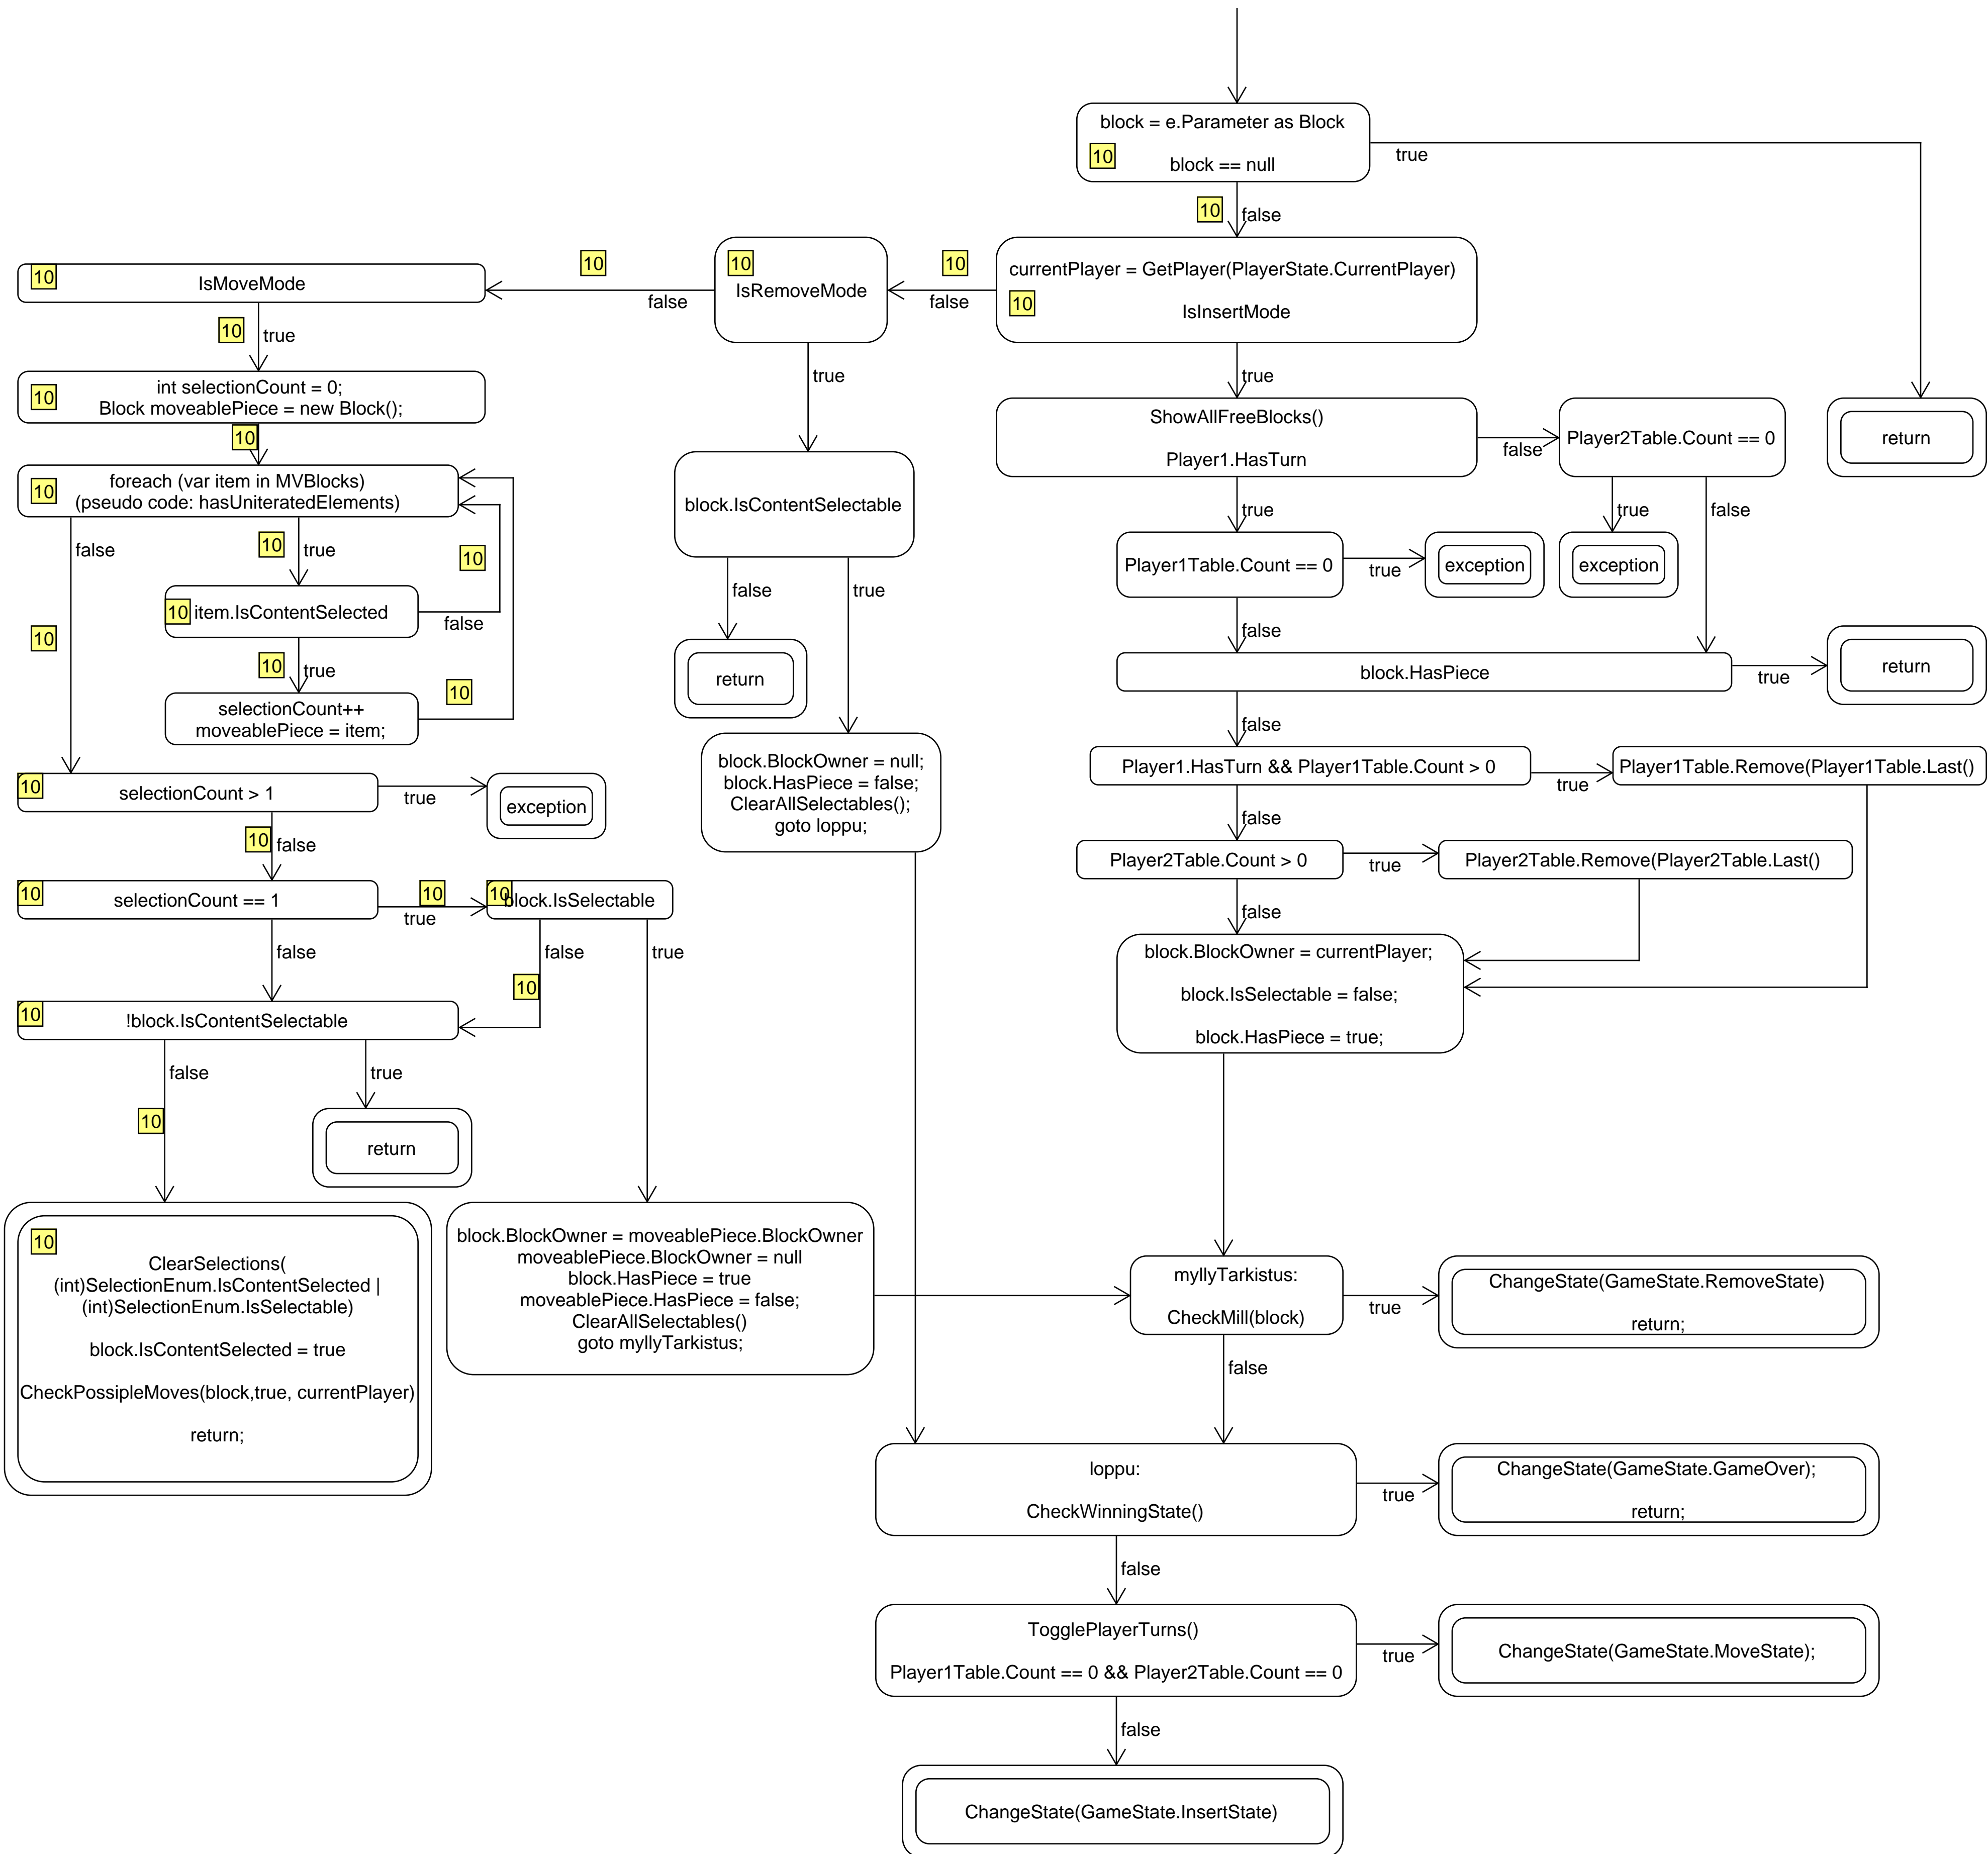 block = e.Parameter as Block
10
block == null
true
10
false
currentPlayer = GetPlayer(PlayerState.CurrentPlayer)
10
IsInsertMode
10
false
10
IsRemoveMode
10
false
10
IsMoveMode
10
true
10
int selectionCount = 0;
Block moveablePiece = new Block();
10
10
foreach (var item in MVBlocks)
(pseudo code: hasUniteratedElements)
false
10
10
true
10
10
item.IsContentSelected
false
10
true
selectionCount++
moveablePiece = item;
10
10
selectionCount > 1
true
exception
10
false
10
selectionCount == 1
10
true
10
block.IsSelectable
false
false
10
true
10
!block.IsContentSelectable
false
10
true
return
10
ClearSelections(
(int)SelectionEnum.IsContentSelected |
(int)SelectionEnum.IsSelectable)
block.IsContentSelected = true
CheckPossipleMoves(block,true, currentPlayer)
return;
block.BlockOwner = moveablePiece.BlockOwner
moveablePiece.BlockOwner = null
block.HasPiece = true
moveablePiece.HasPiece = false;
ClearAllSelectables()
goto myllyTarkistus;
true
block.IsContentSelectable
false
true
return
block.BlockOwner = null;
block.HasPiece = false;
ClearAllSelectables();
goto loppu;
true
ShowAllFreeBlocks()
Player1.HasTurn
false
Player2Table.Count == 0
return
true
true
false
Player1Table.Count == 0
true
exception
exception
false
block.HasPiece
true
return
false
Player1.HasTurn && Player1Table.Count > 0
true
Player1Table.Remove(Player1Table.Last()
false
Player2Table.Count > 0
true
Player2Table.Remove(Player2Table.Last()
false
block.BlockOwner = currentPlayer;
block.IsSelectable = false;
block.HasPiece = true;
myllyTarkistus:
CheckMill(block)
true
ChangeState(GameState.RemoveState)
return;
false
loppu:
CheckWinningState()
true
ChangeState(GameState.GameOver);
return;
false
TogglePlayerTurns()
Player1Table.Count == 0 && Player2Table.Count == 0
true
ChangeState(GameState.MoveState);
false
ChangeState(GameState.InsertState)